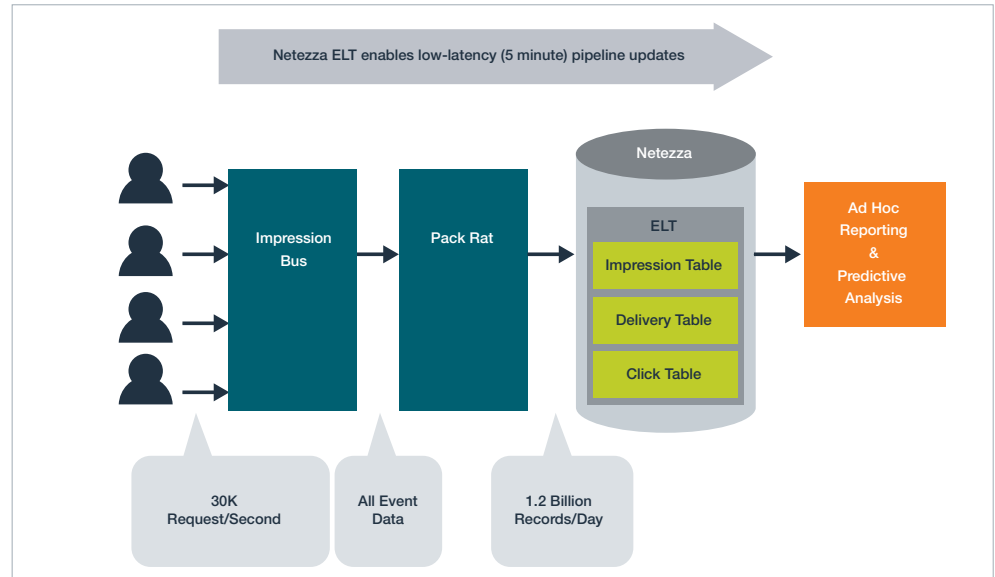 Netezza ELT enables low-latency (5 minute) pipeline updates
Impression
Bus
Pack Rat
Netezza
ELT
Impression Table
Delivery Table
Click Table
Ad Hoc
Reporting
&
Predictive
Analysis
30K
Request/Second
All Event
Data
1.2 Billion
Records/Day